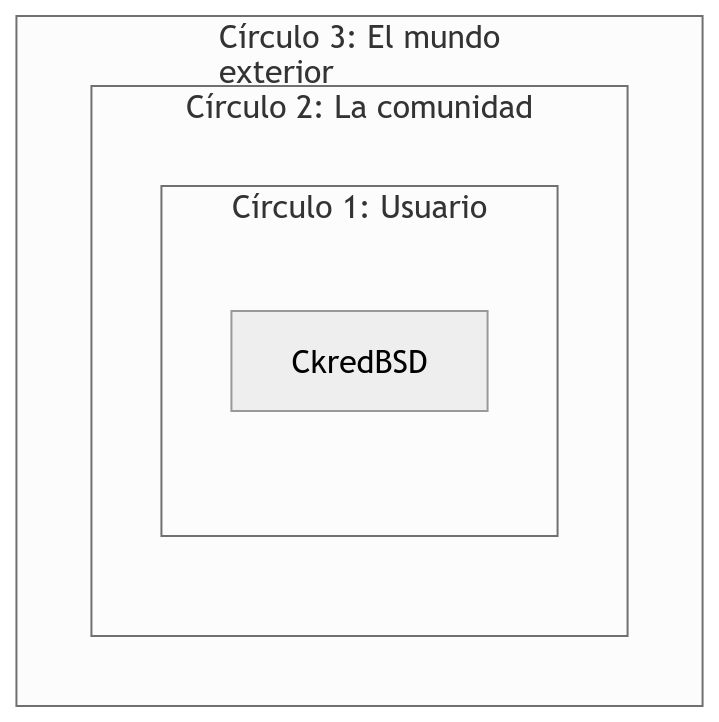 Círculo 3: El mundo
exterior
Círculo 2: La comunidad
Círculo 1: Usuario
CkredBSD